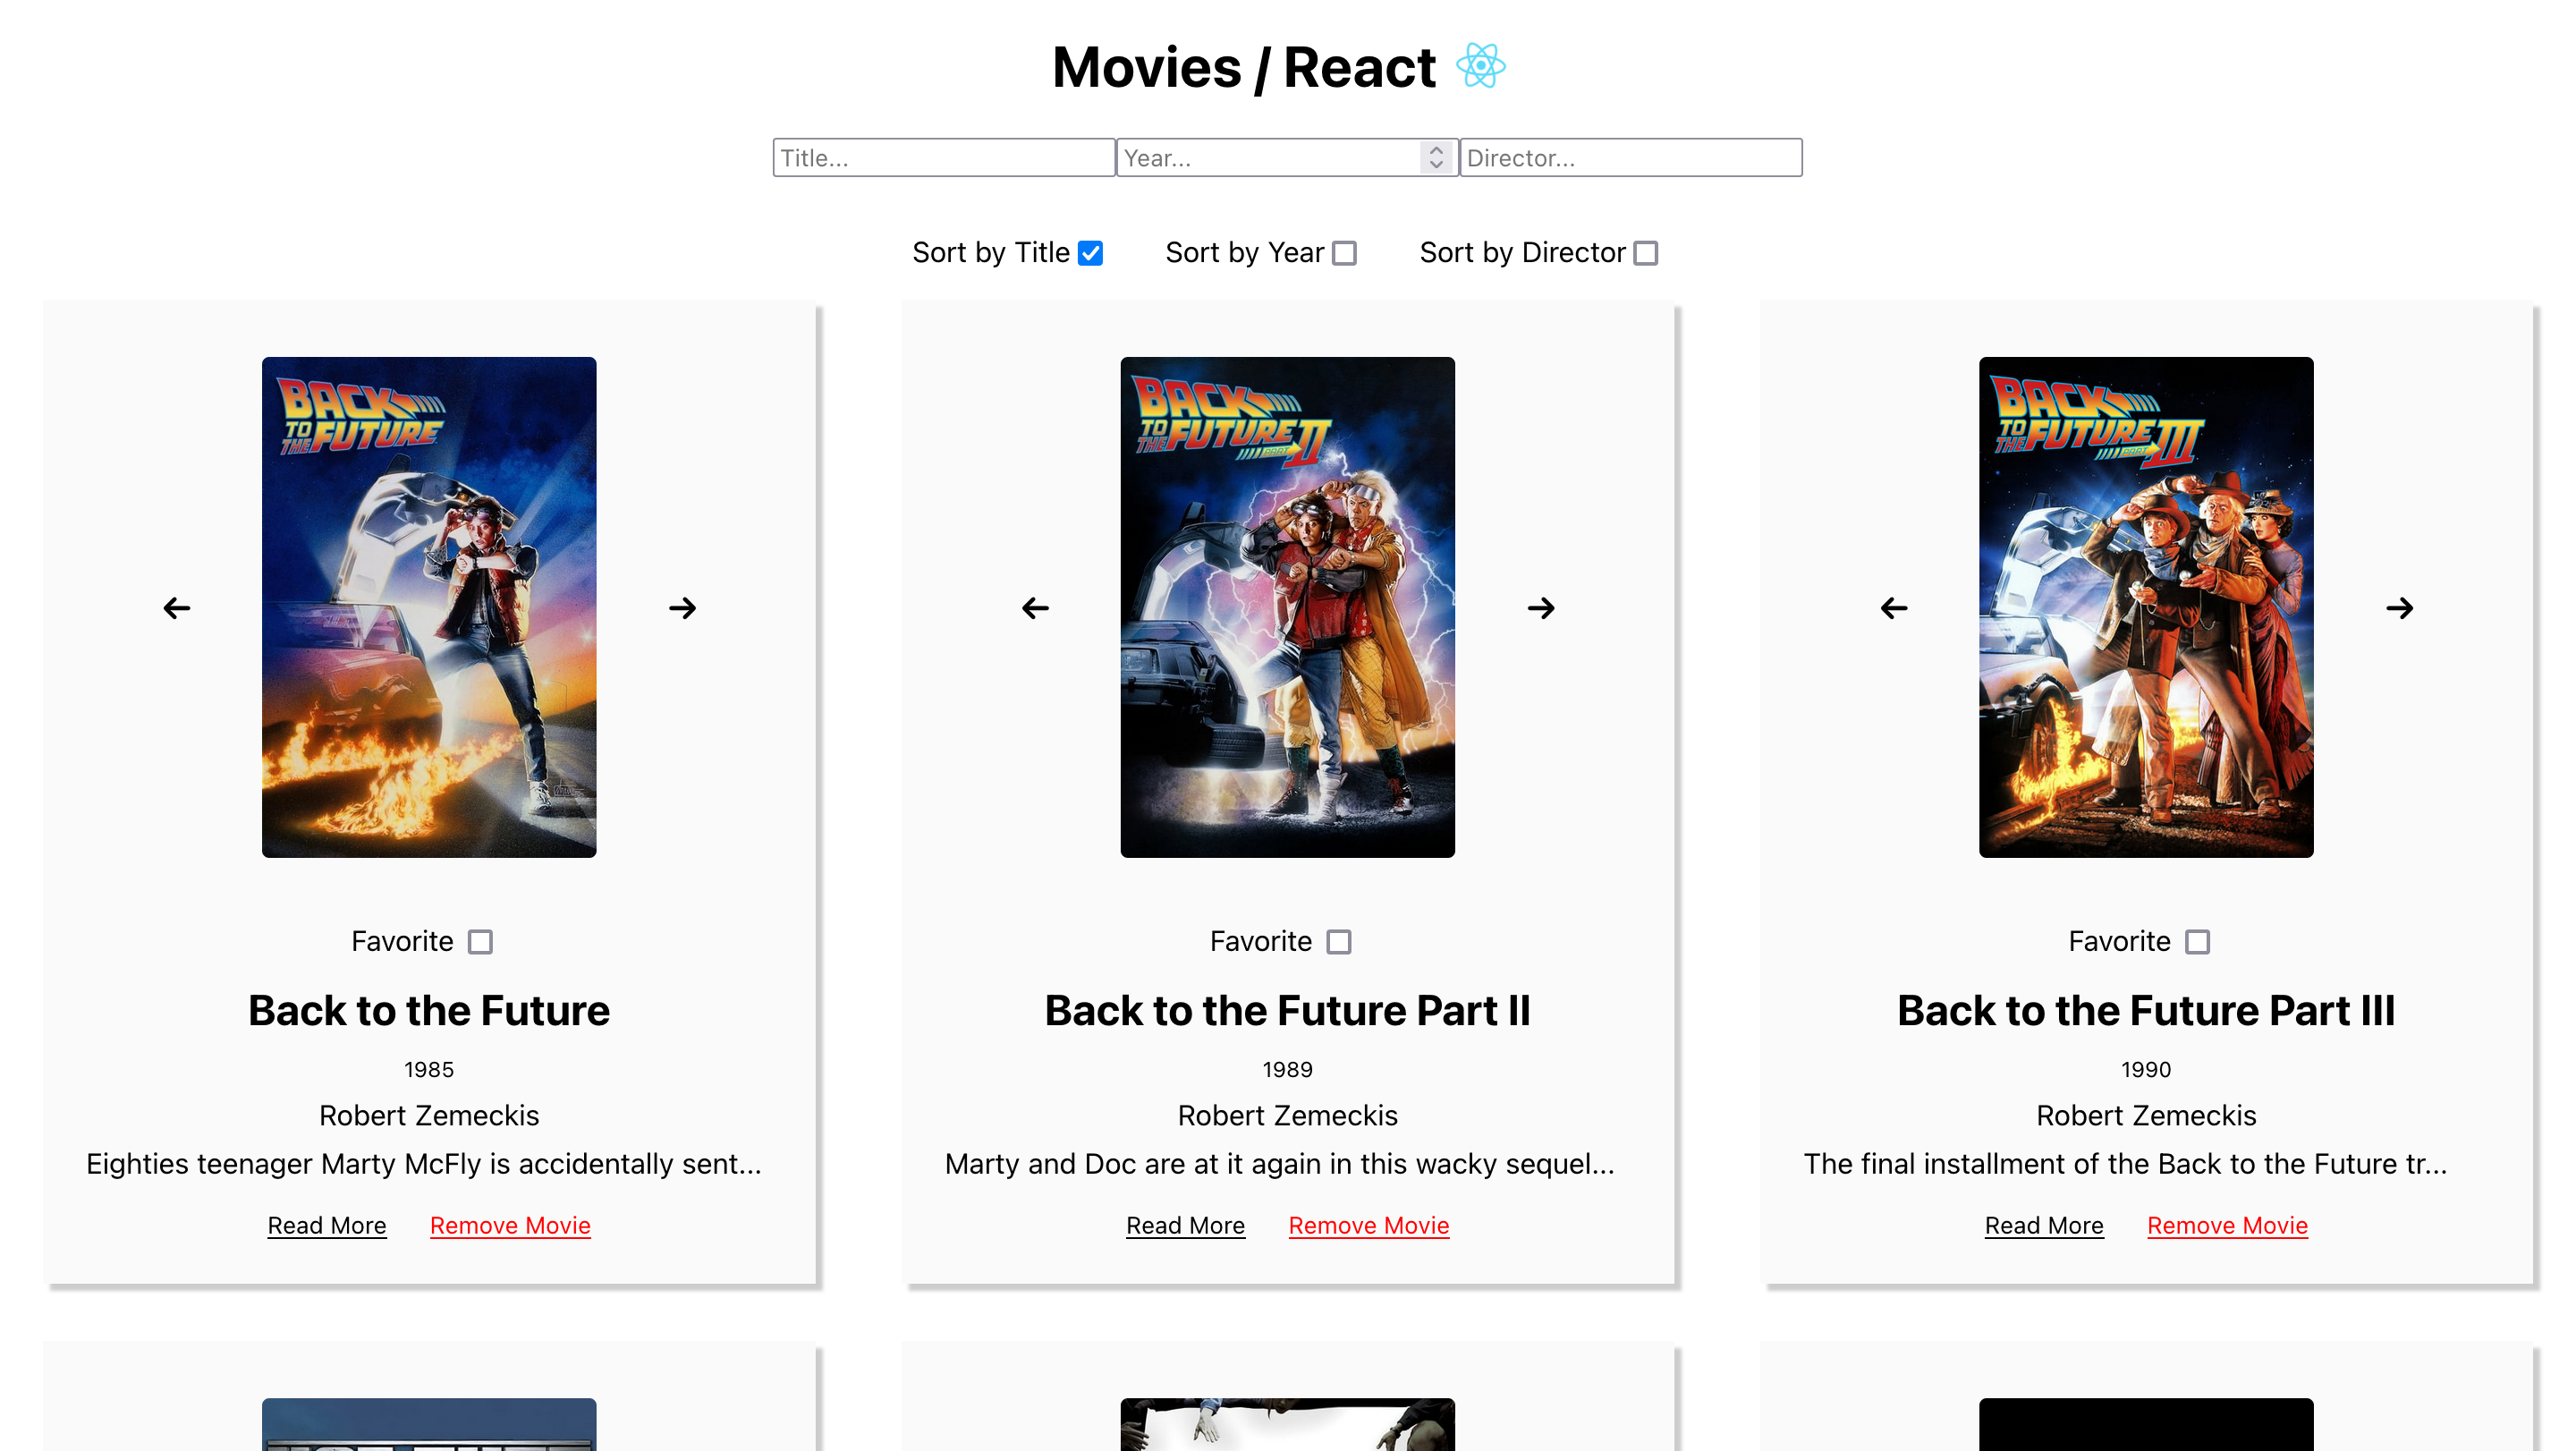 Movies / React
Title... Year... Director...
Sort by Title Sort by Year Sort by Director
BACK
TO THE FUTURE
BACK
TO THE FUTURE
PART II
BACK
TO THE FUTURE
PART III
Favorite Favorite Favorite
Back to the Future Back to the Future Part II Back to the Future Part III
1985 1989 1990
Robert Zemeckis Robert Zemeckis Robert Zemeckis
Eighties teenager Marty McFly is accidentally sent... Marty and Doc are at it again in this wacky sequel... The final installment of the Back to the Future tr...
Read More Remove Movie Read More Remove Movie Read More Remove Movie